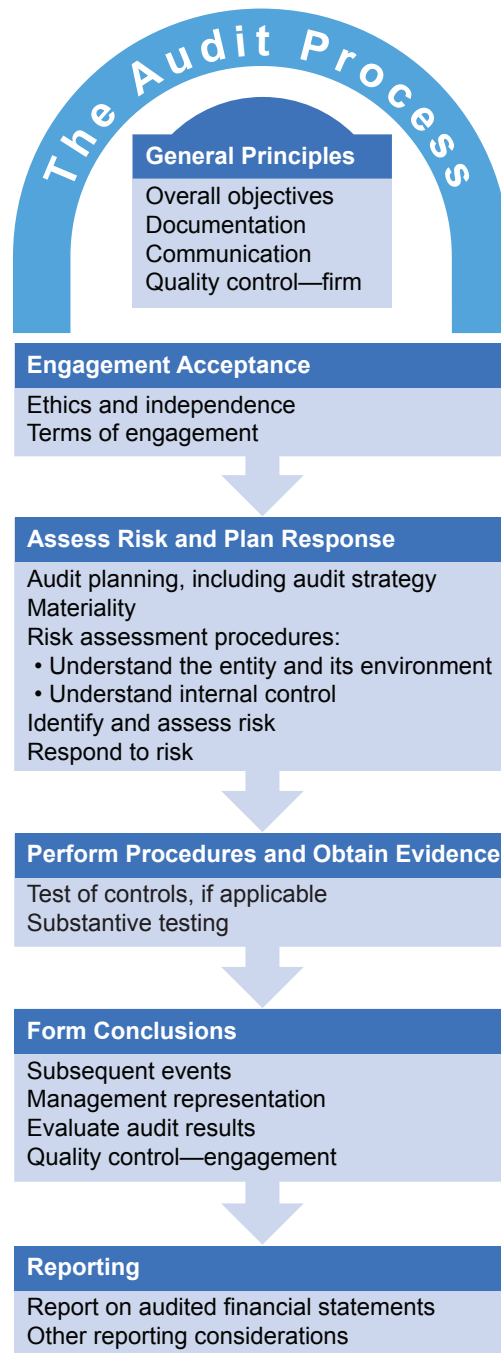 The Audit Process
General Principles
Overall objectives
Documentation
Communication
Quality control—firm
Engagement Acceptance
Ethics and independence
Terms of engagement
Assess Risk and Plan Response
Audit planning, including audit strategy
Materiality
Risk assessment procedures:
• Understand the entity and its environment
• Understand internal control
Identify and assess risk
Respond to risk
Perform Procedures and Obtain Evidence
Test of controls, if applicable
Substantive testing
Form Conclusions
Subsequent events
Management representation
Evaluate audit results
Quality control—engagement
Reporting
Report on audited financial statements
Other reporting considerations